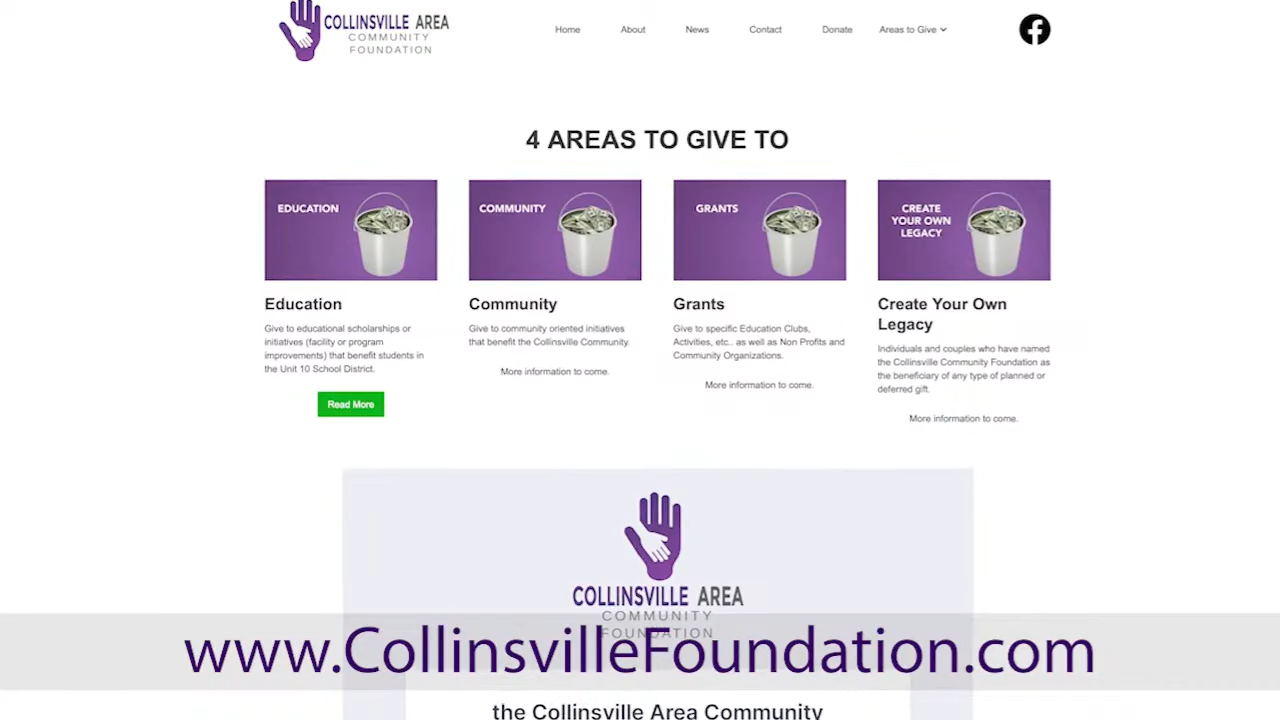 COLLINSVILLE AREA
COMMUNITY
FOUNDATION
Home
About
News
Contact
Donate
Areas to Give
4 AREAS TO GIVE TO
EDUCATION
Education
Give to educational scholarships or
initiatives (facility or program
improvements) that benefit students in
the Unit 10 School District.
Read More
COMMUNITY
Community
Give to community oriented initiatives
that benefit the Collinsville Community.
More information to come.
GRANTS
Grants
Give to specific Education Clubs,
Activities, etc.. as well as Non Profits and
Community Organizations.
More information to come.
CREATE
YOUR OWN
LEGACY
Create Your Own
Legacy
Individuals and couples who have named
the Collinsville Community Foundation as
the beneficiary of any type of planned or
deferred gift.
More information to come.
COLLINSVILLE AREA
COMMUNITY
FOUNDATION
www.CollinsvilleFoundation.com
the Collinsville Area Community